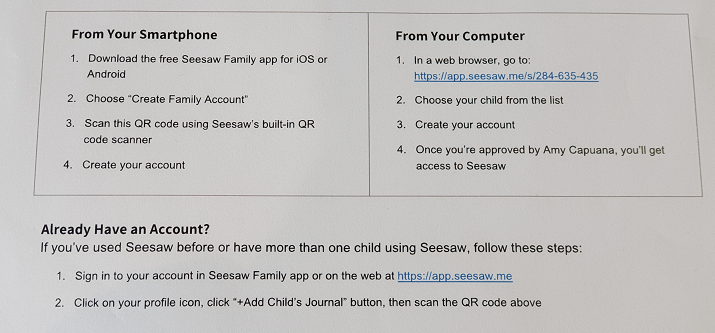 From Your Smartphone
1. Download the free Seesaw Family app for iOS or
Android
2. Choose "Create Family Account"
3. Scan this QR code using Seesaw's built-in QR
code scanner
4. Create your account
From Your Computer
1. In a web browser, go to:
https://app.seesaw.me/s/284-635-435
2. Choose your child from the list
3. Create your account
4. Once you're approved by Amy Capuana, you'll get
access to Seesaw
Already Have an Account?
If you've used Seesaw before or have more than one child using Seesaw, follow these steps:
1. Sign in to your account in Seesaw Family app or on the web at https://app.seesaw.me
2. Click on your profile icon, click "+Add Child's Journal" button, then scan the QR code above